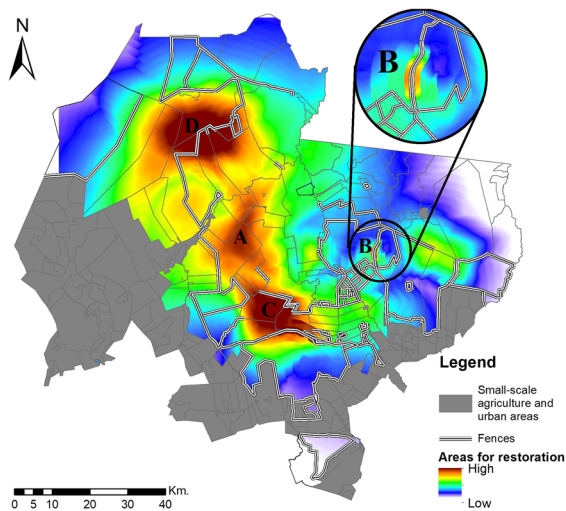 N
B
D
A
B
C
Legend
Small-scale
agriculture and
urban areas
Fences
Areas for restoration
High
Low
Km.
0 5 10 20 30 40